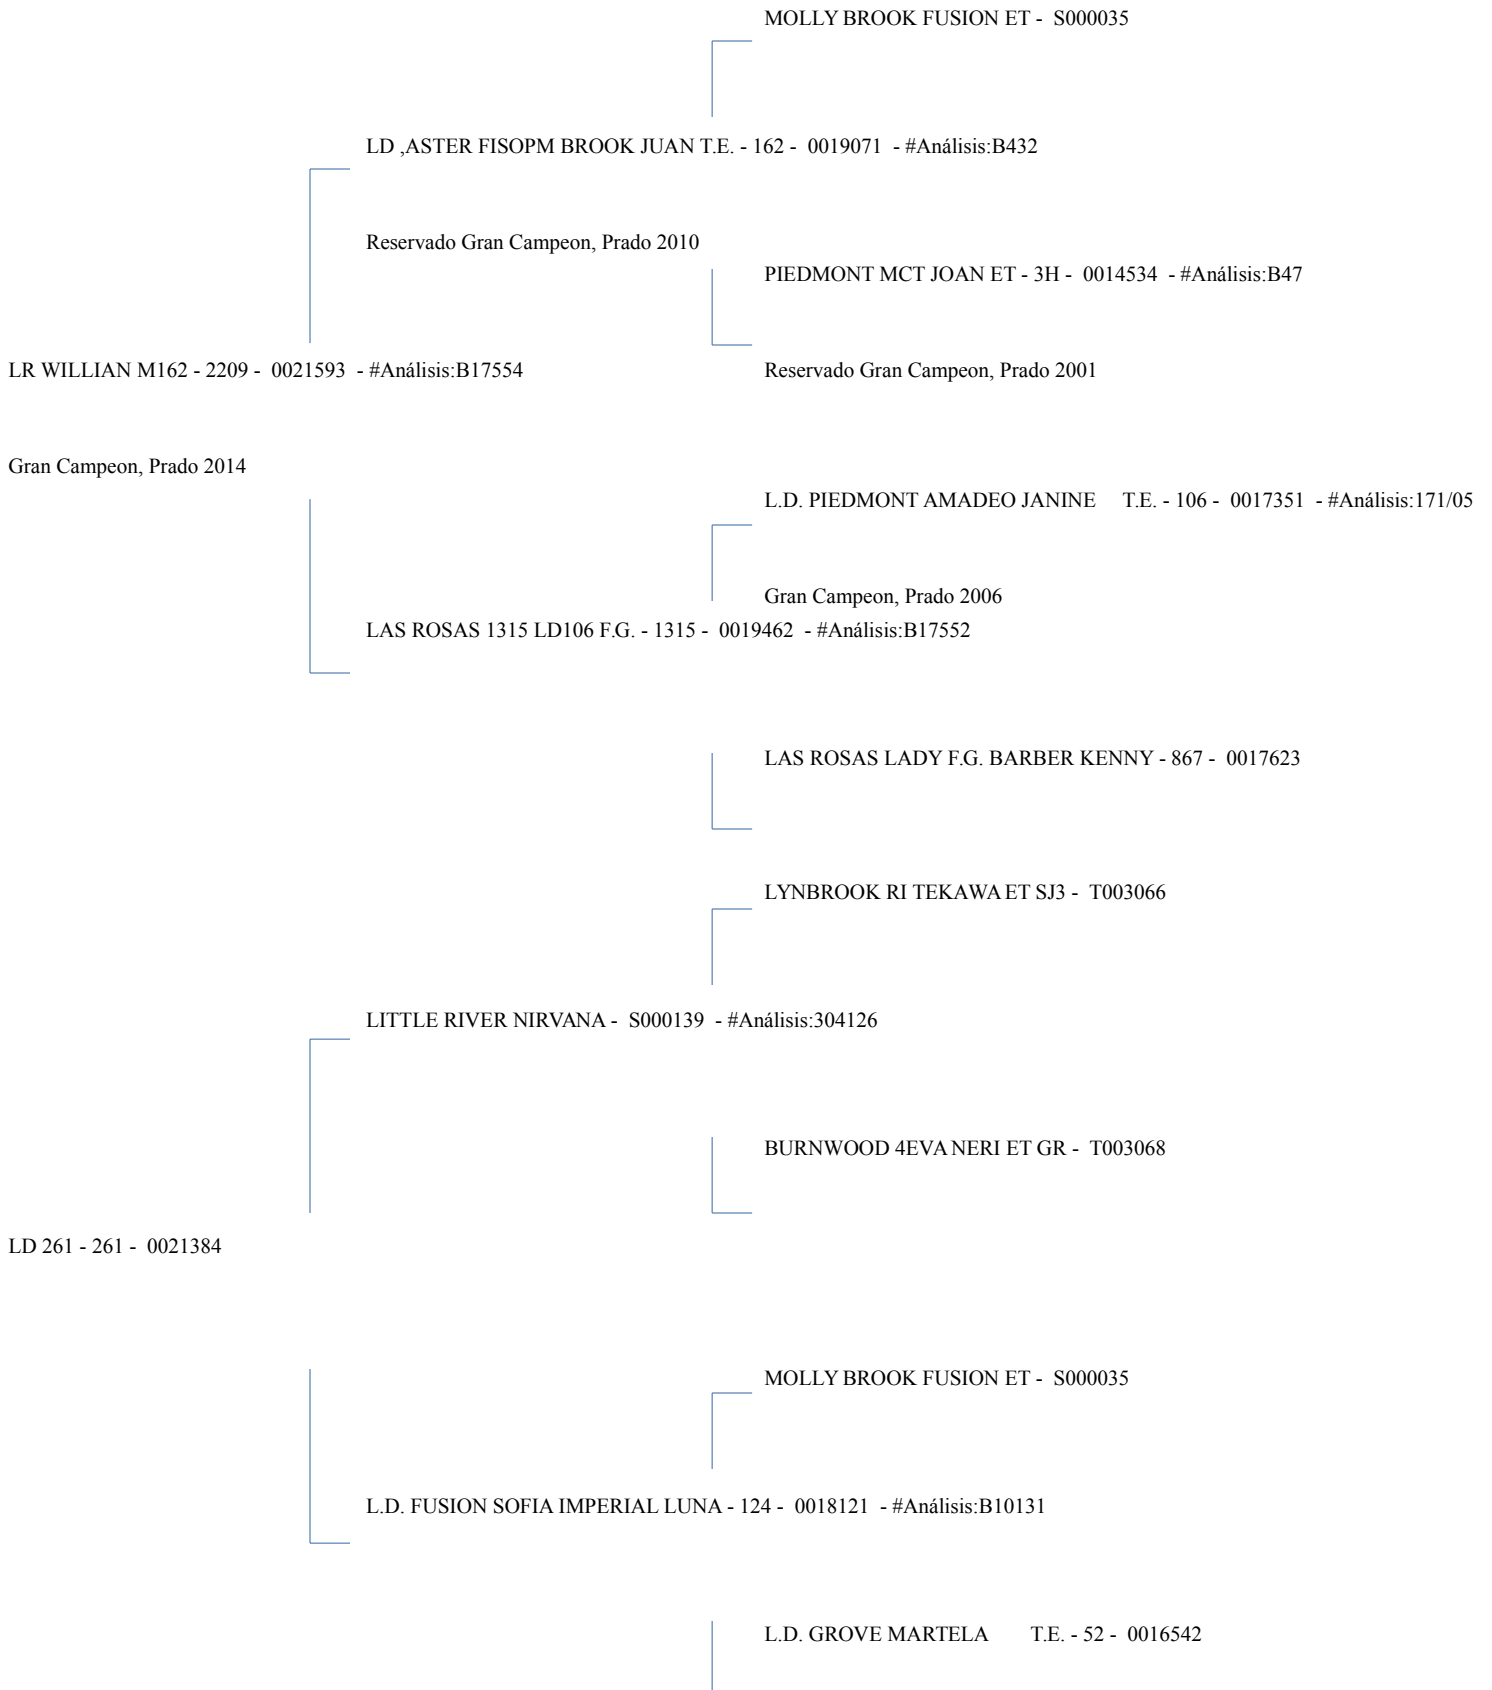 MOLLY BROOK FUSION ET - S000035
LD ,ASTER FISOPM BROOK JUAN T.E. - 162 - 0019071 - #Análisis:B432
Reservado Gran Campeon, Prado 2010
PIEDMONT MCT JOAN ET - 3H - 0014534 - #Análisis:B47
LR WILLIAN M162 - 2209 - 0021593 - #Análisis:B17554
Reservado Gran Campeon, Prado 2001
Gran Campeon, Prado 2014
L.D. PIEDMONT AMADEO JANINE T.E. - 106 - 0017351 - #Análisis:171/05
Gran Campeon, Prado 2006
LAS ROSAS 1315 LD106 F.G. - 1315 - 0019462 - #Análisis:B17552
LAS ROSAS LADY F.G. BARBER KENNY - 867 - 0017623
LYNBROOK RI TEKAWA ET SJ3 - T003066
LITTLE RIVER NIRVANA - S000139 - #Análisis:304126
BURNWOOD 4EVA NERI ET GR - T003068
LD 261 - 261 - 0021384
MOLLY BROOK FUSION ET - S000035
L.D. FUSION SOFIA IMPERIAL LUNA - 124 - 0018121 - #Análisis:B10131
L.D. GROVE MARTELA T.E. - 52 - 0016542